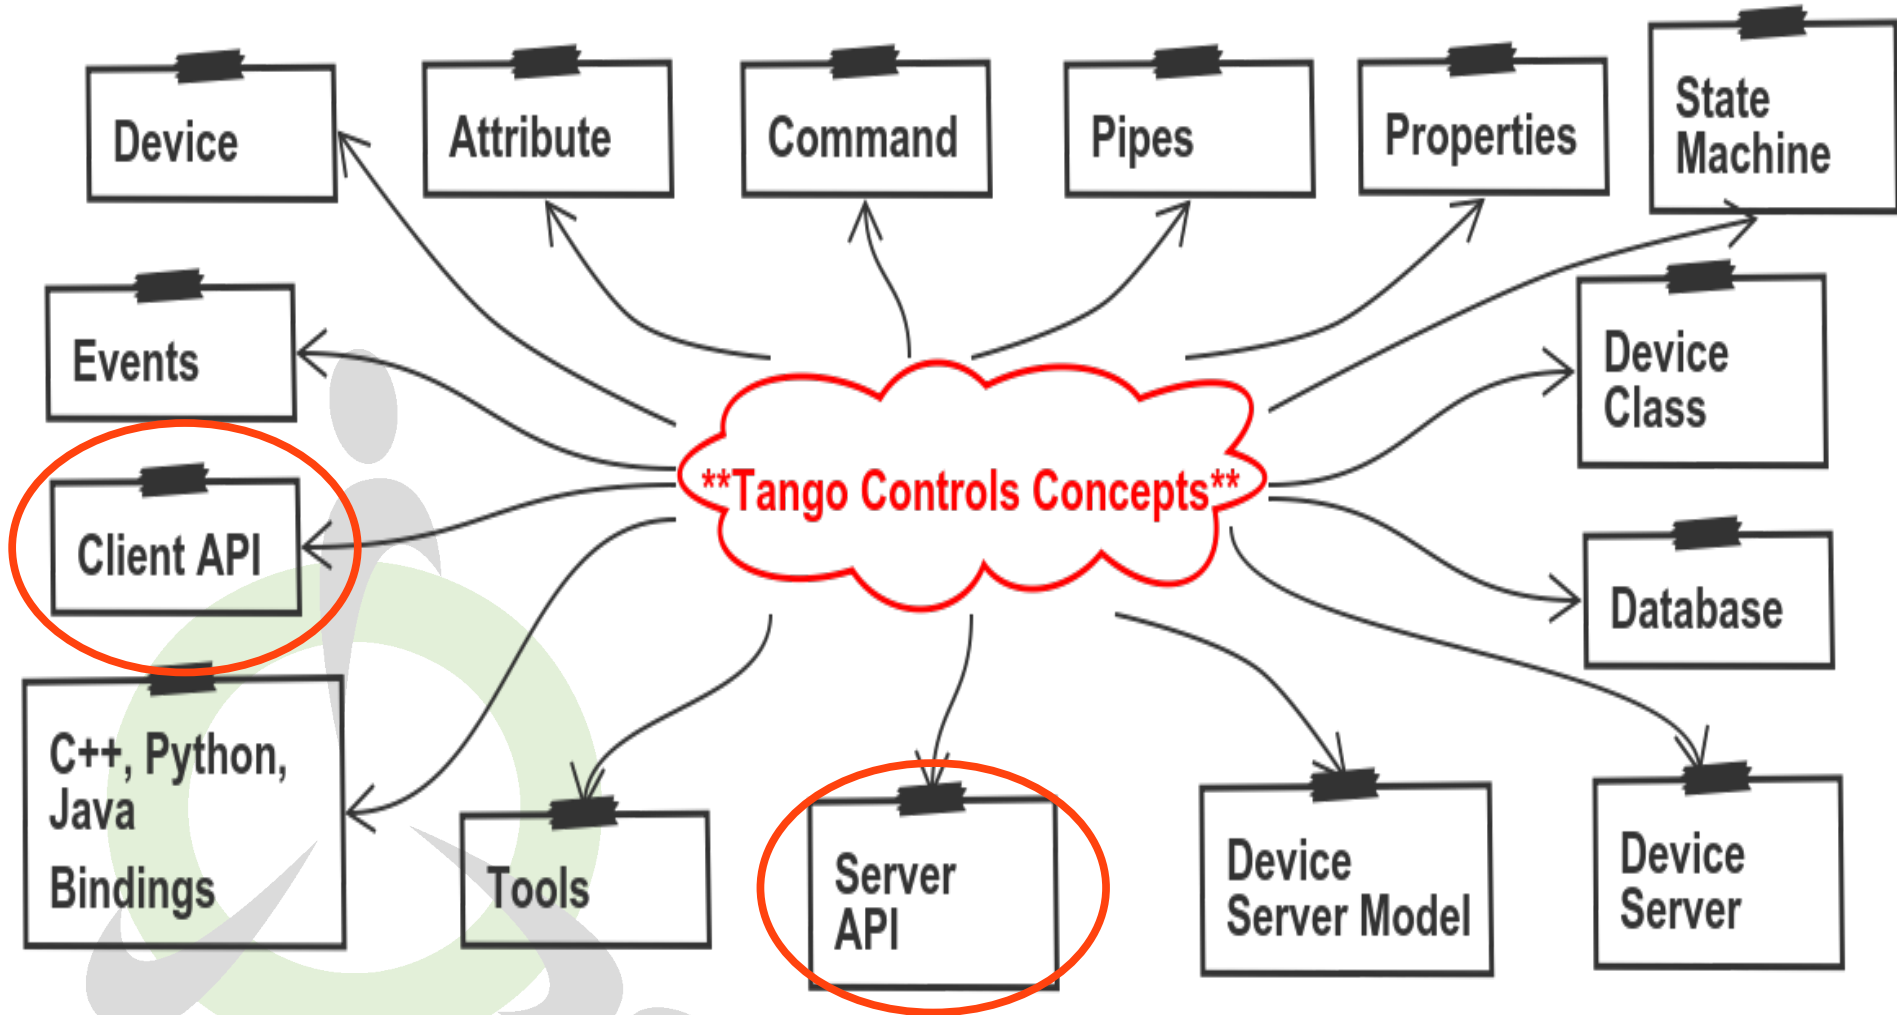 Device
Attribute
Command
Pipes
Properties
State
Machine
Events
Device
Class
**Tango Controls Concepts**
Client API
Database
C++, Python,
Java
Bindings
Tools
Server
API
Device
Server Model
Device
Server